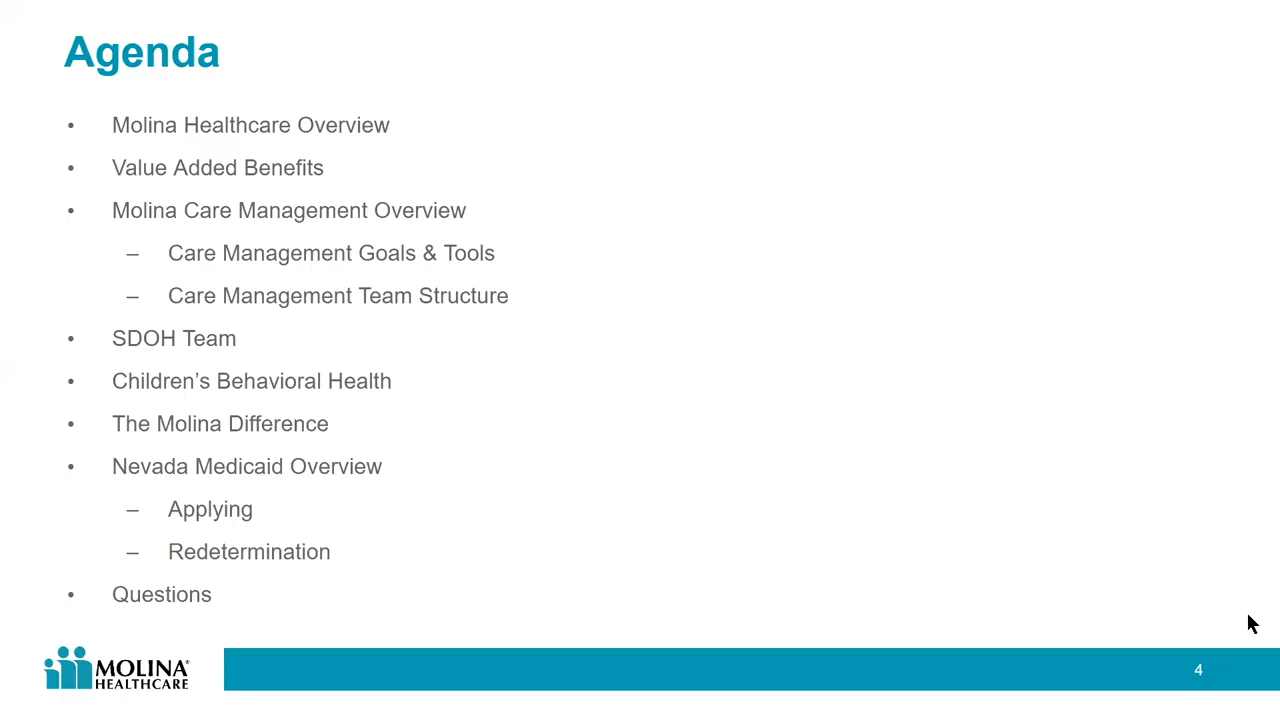 Agenda
• Molina Healthcare Overview
• Value Added Benefits
• Molina Care Management Overview
– Care Management Goals & Tools
– Care Management Team Structure
• SDOH Team
• Children’s Behavioral Health
• The Molina Difference
• Nevada Medicaid Overview
– Applying
– Redetermination
• Questions
MOLINA®
HEALTHCARE
4